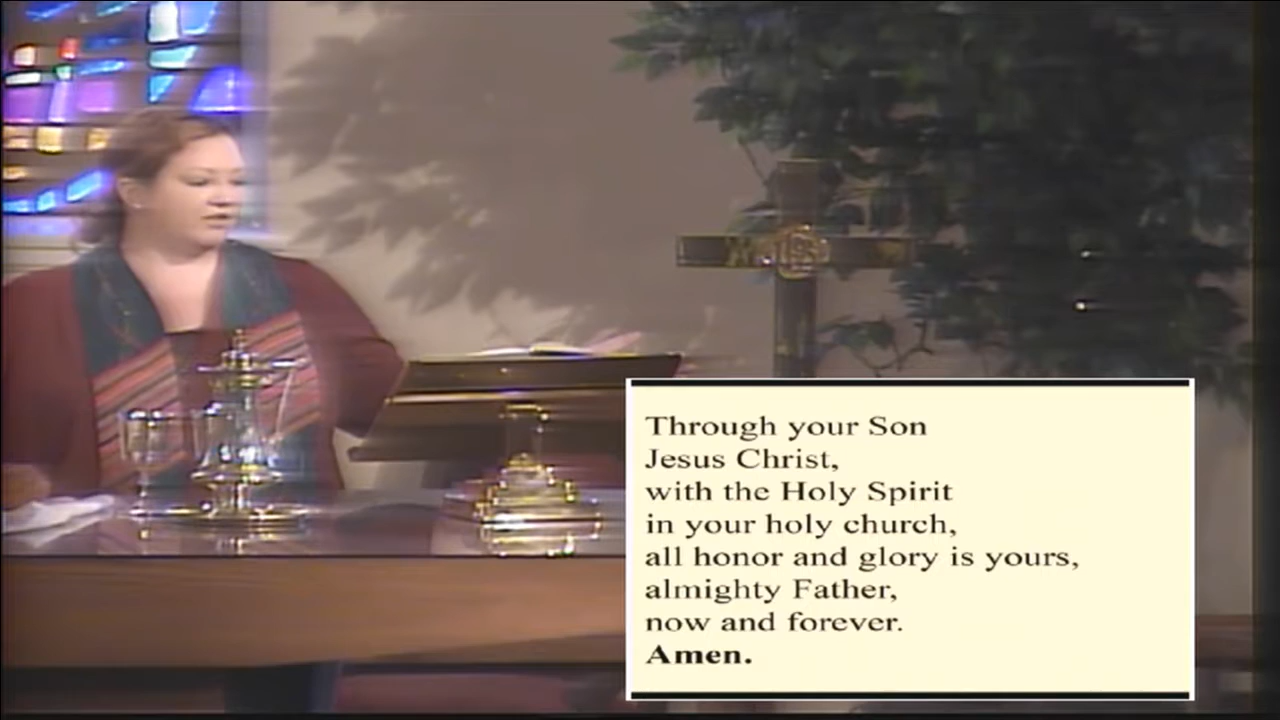 Through your Son
Jesus Christ,
with the Holy Spirit
in your holy church,
all honor and glory is yours,
almighty Father,
now and forever.
Amen.